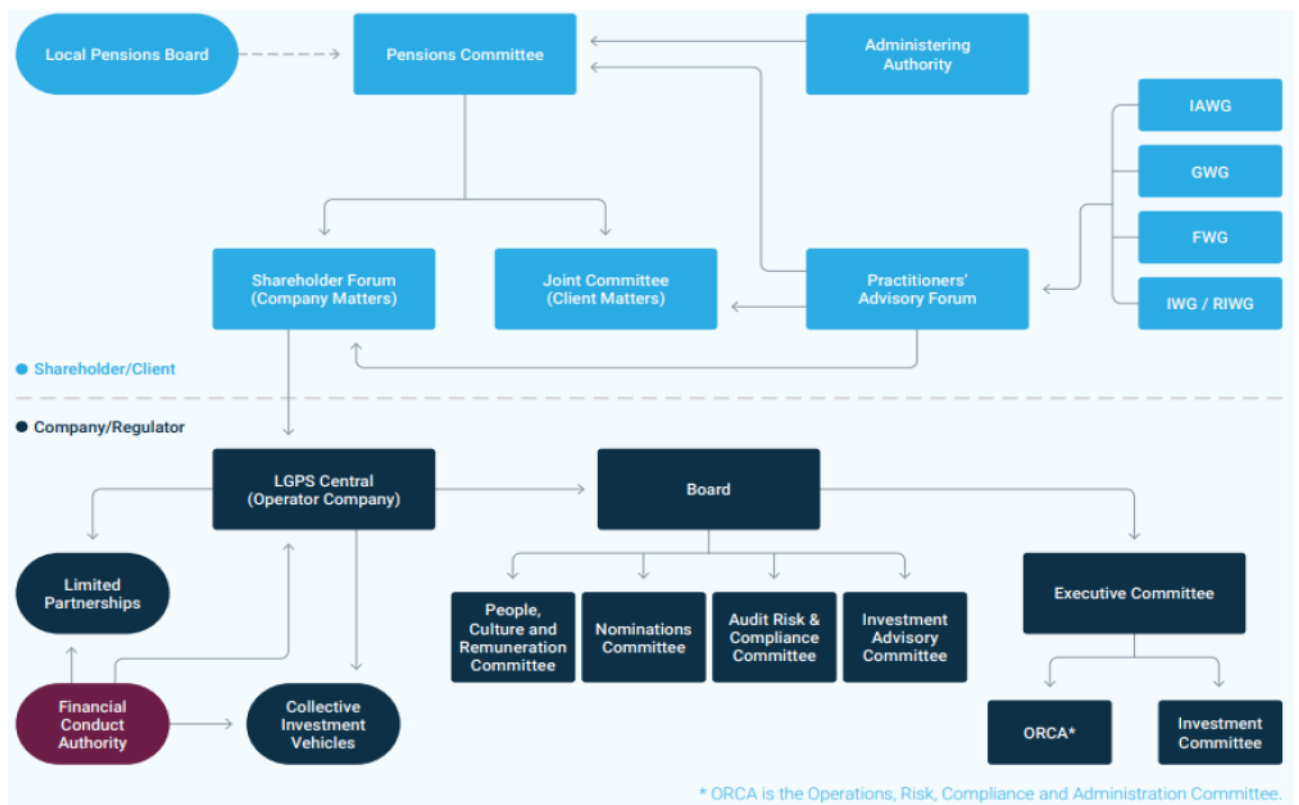 Local Pensions Board
Pensions Committee
Administering
Authority
IAWG
GWG
FWG
IWG / RIWG
Shareholder Forum
(Company Matters)
Joint Committee
(Client Matters)
Practitioners'
Advisory Forum
Shareholder/Client
Company/Regulator
LGPS Central
(Operator Company)
Board
Limited
Partnerships
People,
Culture and
Remuneration
Committee
Nominations
Committee
Audit Risk &
Compliance
Committee
Investment
Advisory
Committee
Executive Committee
Financial
Conduct
Authority
Collective
Investment
Vehicles
ORCA*
Investment
Committee
* ORCA is the Operations, Risk, Compliance and Administration Committee.